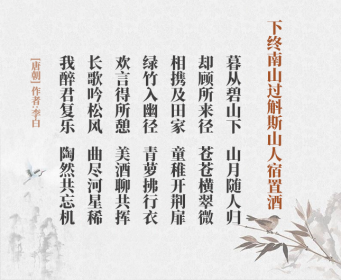 下终南山过斛斯山人宿置酒
暮从碧山下 山月随人归
却顾所来径 苍苍横翠微
相携及田家 童稚开荆扉
绿竹入幽径 青萝拂行衣
欢言得所憩 美酒聊共挥
长歌吟松风 曲尽河星稀
我醉君复乐 陶然共忘机
[唐朝] 作者:李白